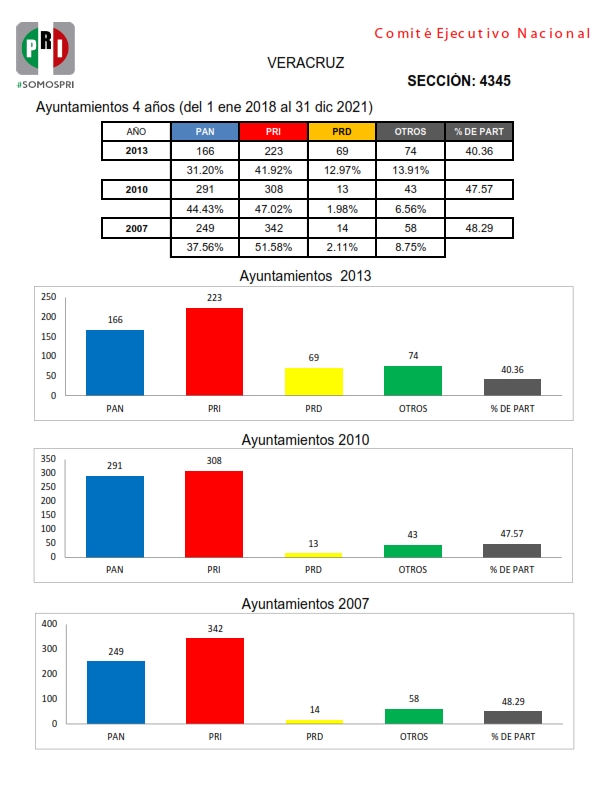 Comité Ejecutivo Nacional
PRI
#SOMOSPRI
VERACRUZ
SECCIÓN: 4345
Ayuntamientos 4 años (del 1 ene 2018 al 31 dic 2021)
AÑO PAN PRI PRD OTROS % DE PART
2013 166 223 69 74 40.36
31.20% 41.92% 12.97% 13.91%
2010 291 308 13 43 47.57
44.43% 47.02% 1.98% 6.56%
2007 249 342 14 58 48.29
37.56% 51.58% 2.11% 8.75%
Ayuntamientos 2013
250
200
150
100
50
0
166 223 69 74 40.36
PAN PRI PRD OTROS % DE PART
Ayuntamientos 2010
350
300
250
200
150
100
50
0
291 308 13 43 47.57
PAN PRI PRD OTROS % DE PART
Ayuntamientos 2007
400
300
200
100
0
249 342 14 58 48.29
PAN PRI PRD OTROS % DE PART